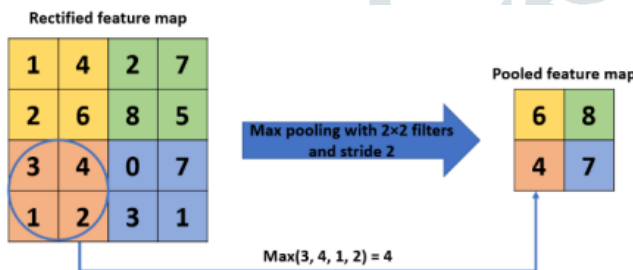 Rectified feature map
1 4 2 7
2 6 8 5
3 4 0 7
1 2 3 1
Max pooling with 2×2 filters
and stride 2
Pooled feature map
6 8
4 7
Max(3, 4, 1, 2) = 4